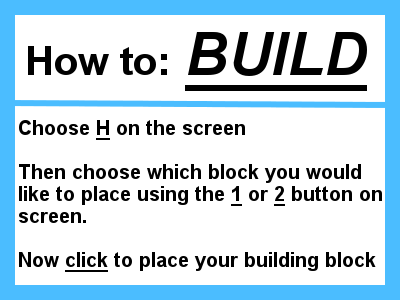 How to: BUILD
Choose H on the screen
Then choose which block you would
like to place using the 1 or 2 button on
screen.
Now click to place your building block